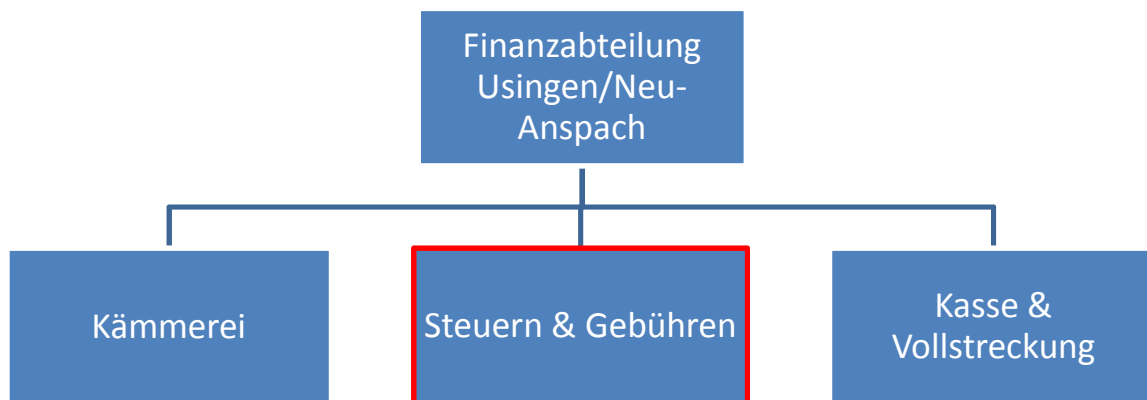 Finanzabteilung
Usingen/Neu-
Anspach
Kämmerei
Steuern & Gebühren
Kasse &
Vollstreckung